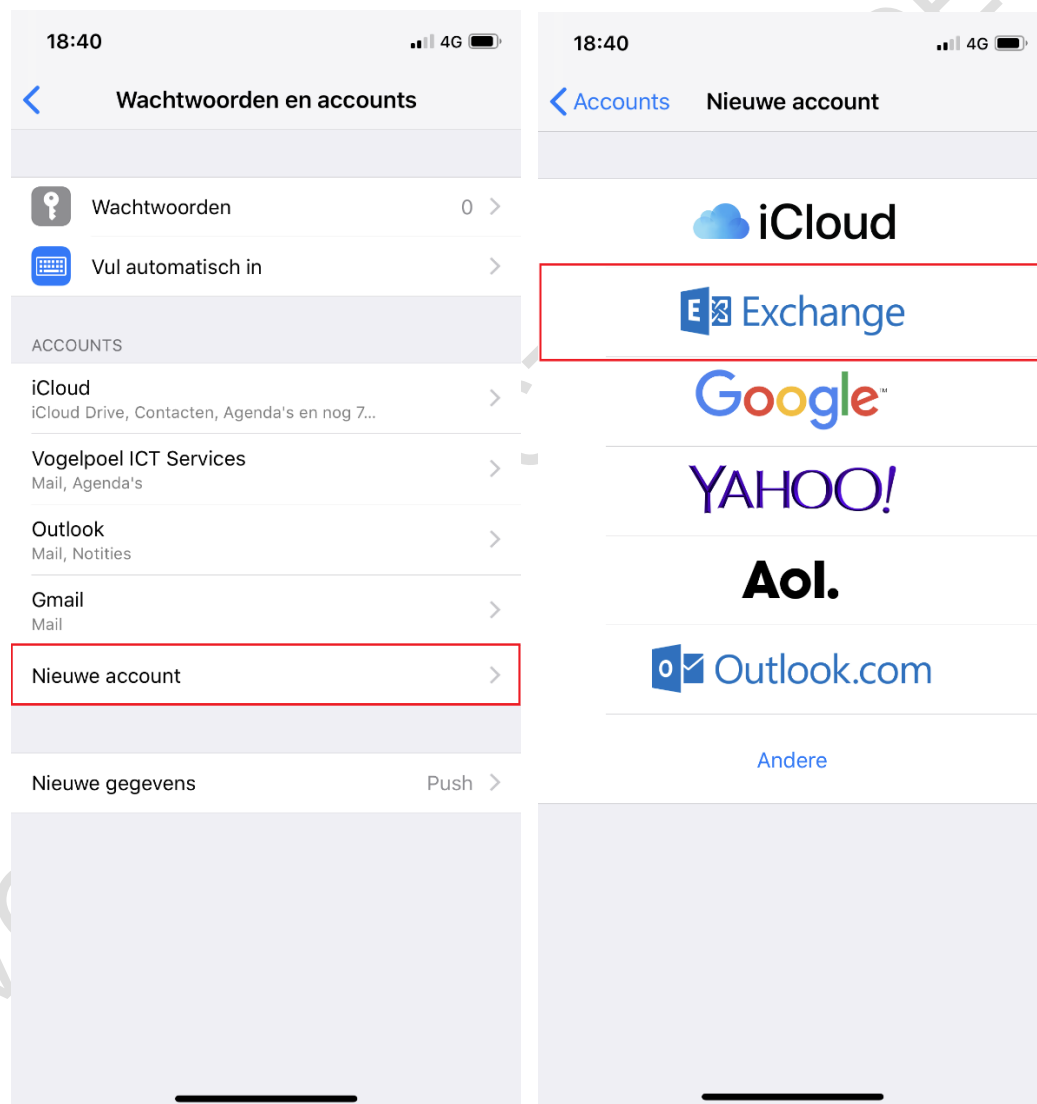 18:40
4G
Wachtwoorden en accounts
Wachtwoorden 0
Vul automatisch in
ACCOUNTS
iCloud
iCloud Drive, Contacten, Agenda's en nog 7...
Vogelpoel ICT Services
Mail, Agenda's
Outlook
Mail, Notities
Gmail
Mail
Nieuwe account
Nieuwe gegevens Push
18:40
4G
Accounts Nieuwe account
iCloud
E Exchange
Google™
YAHOO!
Aol.
o Outlook.com
Andere